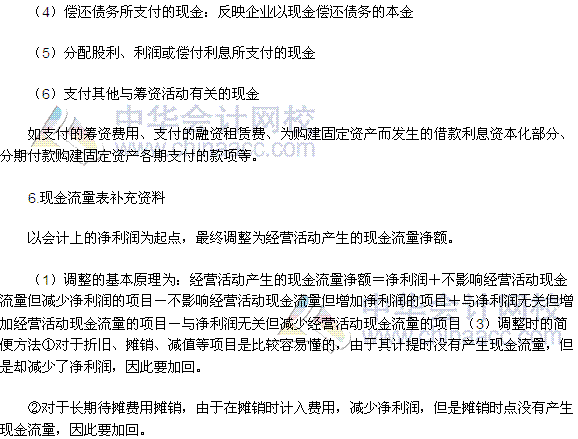 （4）偿还债务所支付的现金：反映企业以现金偿还债务的本金
（5）分配股利、利润或偿付利息所支付的现金
（6）支付其他与筹资活动有关的现金
中华会计网校
www.chinaacc.com
如支付的筹资费用、支付的融资租赁费、为购建固定资产而发生的借款利息资本化部分、
分期付款购建固定资产各期支付的款项等。
6.现金流量表补充资料
以会计上的净利润为起点，最终调整为经营活动产生的现金流量净额。
（1）调整的基本原理为：经营活动产生的现金流量净额＝净利润＋不影响经营活动现金
流量但减少净利润的项目－不影响经营活动现金流量但增加净利润的项目＋与净利润无关但增
加经营活动现金流量的项目－与净利润无关但减少经营活动现金流量的项目（3）调整时的简
中华会计网校
www.chinaacc.com
便方法①对于折旧、摊销、减值等项目是比较容易懂的，由于其计提时没有产生现金流量，但
是却减少了净利润，因此要加回。
②对于长期待摊费用摊销，由于在摊销时计入费用，减少净利润，但是摊销时点没有产生
现金流量，因此要加回。